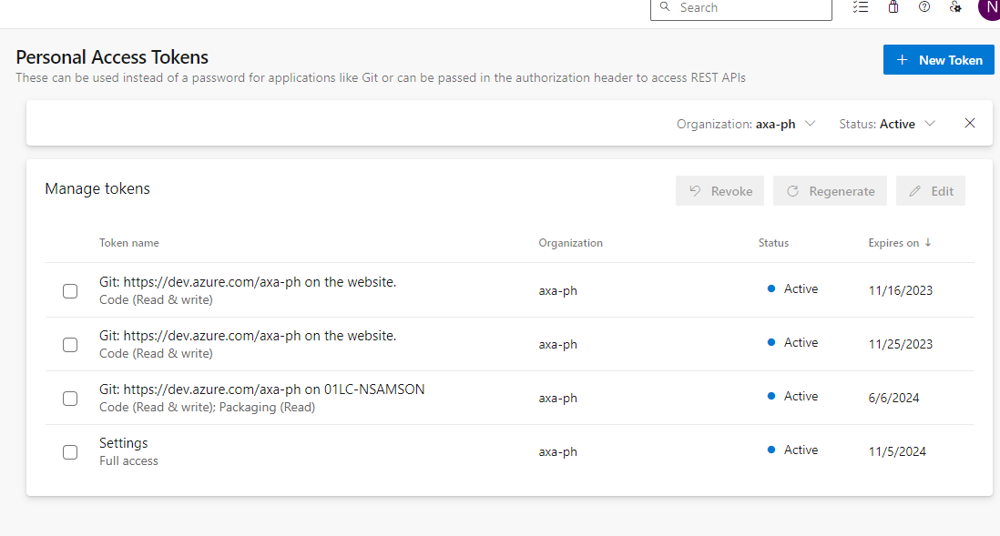 Search
N
Personal Access Tokens
New Token
These can be used instead of a password for applications like Git or can be passed in the authorization header to access REST APIs
Organization: axa-ph Status: Active
Manage tokens
Revoke Regenerate Edit
Token name Organization Status Expires on ↓
Git: https://dev.azure.com/axa-ph on the website.
Code (Read & write)
axa-ph Active 11/16/2023
Git: https://dev.azure.com/axa-ph on the website.
Code (Read & write)
axa-ph Active 11/25/2023
Git: https://dev.azure.com/axa-ph on 01LC-NSAMSON
Code (Read & write); Packaging (Read)
axa-ph Active 6/6/2024
Settings
Full access
axa-ph Active 11/5/2024